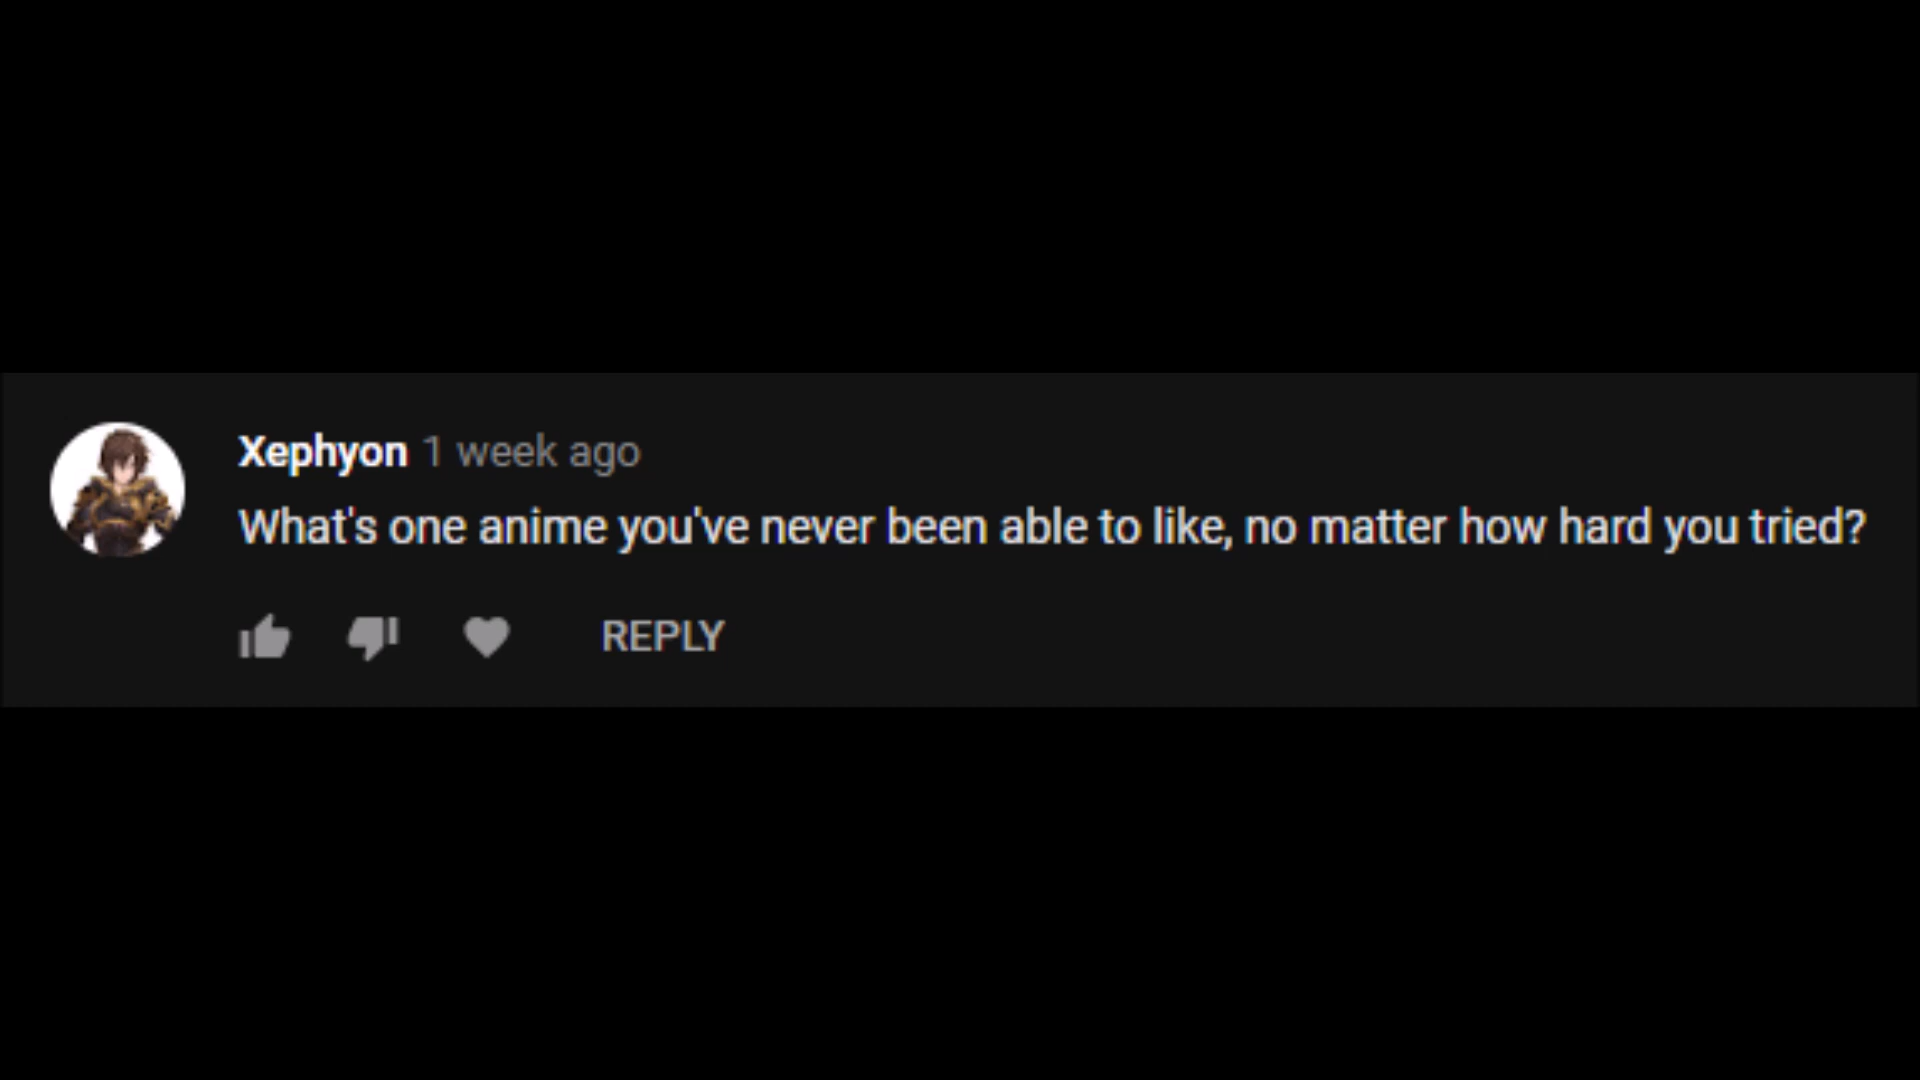 Xephyon 1 week ago
What's one anime you've never been able to like, no matter how hard you tried?
REPLY